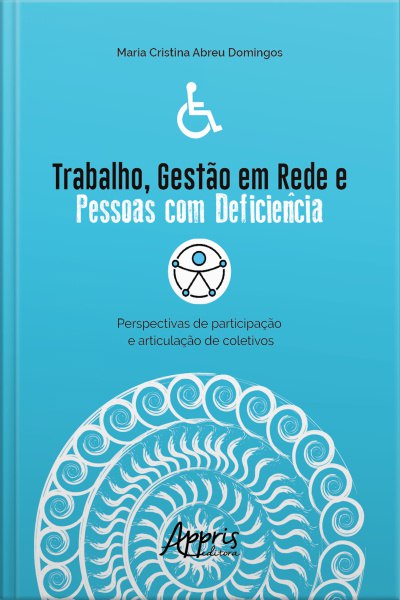 Maria Cristina Abreu Domingos
Trabalho, Gestão em Rede e
Pessoas com Deficiência
Perspectivas de participação
e articulação de coletivos
Appris
editora